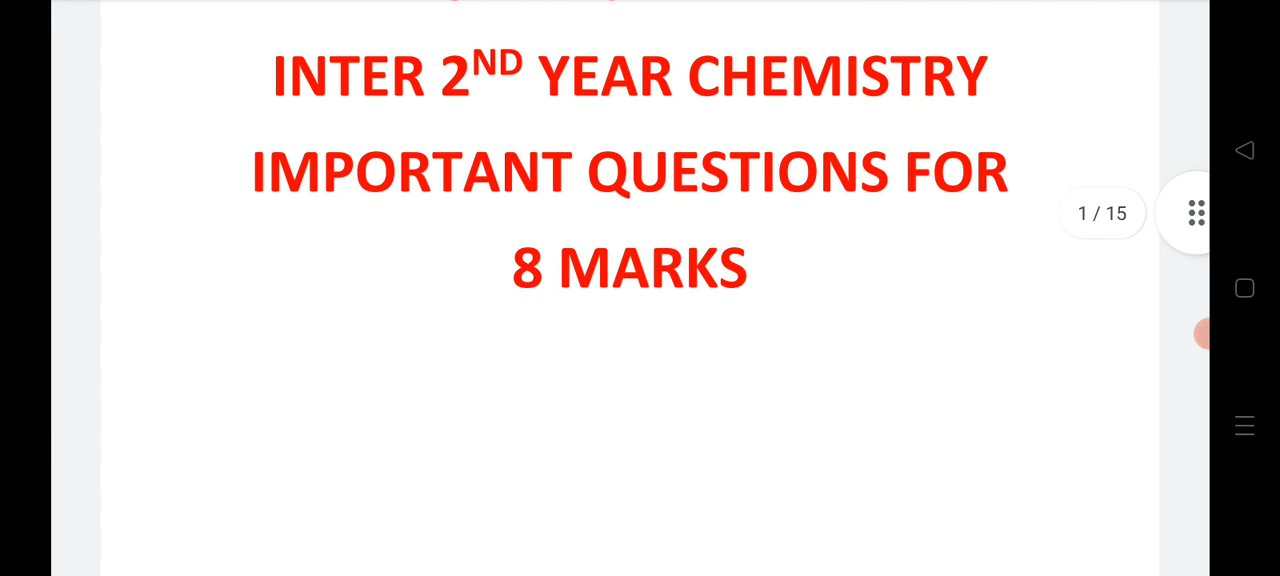 INTER 2ND YEAR CHEMISTRY
IMPORTANT QUESTIONS FOR
1 / 15
8 MARKS